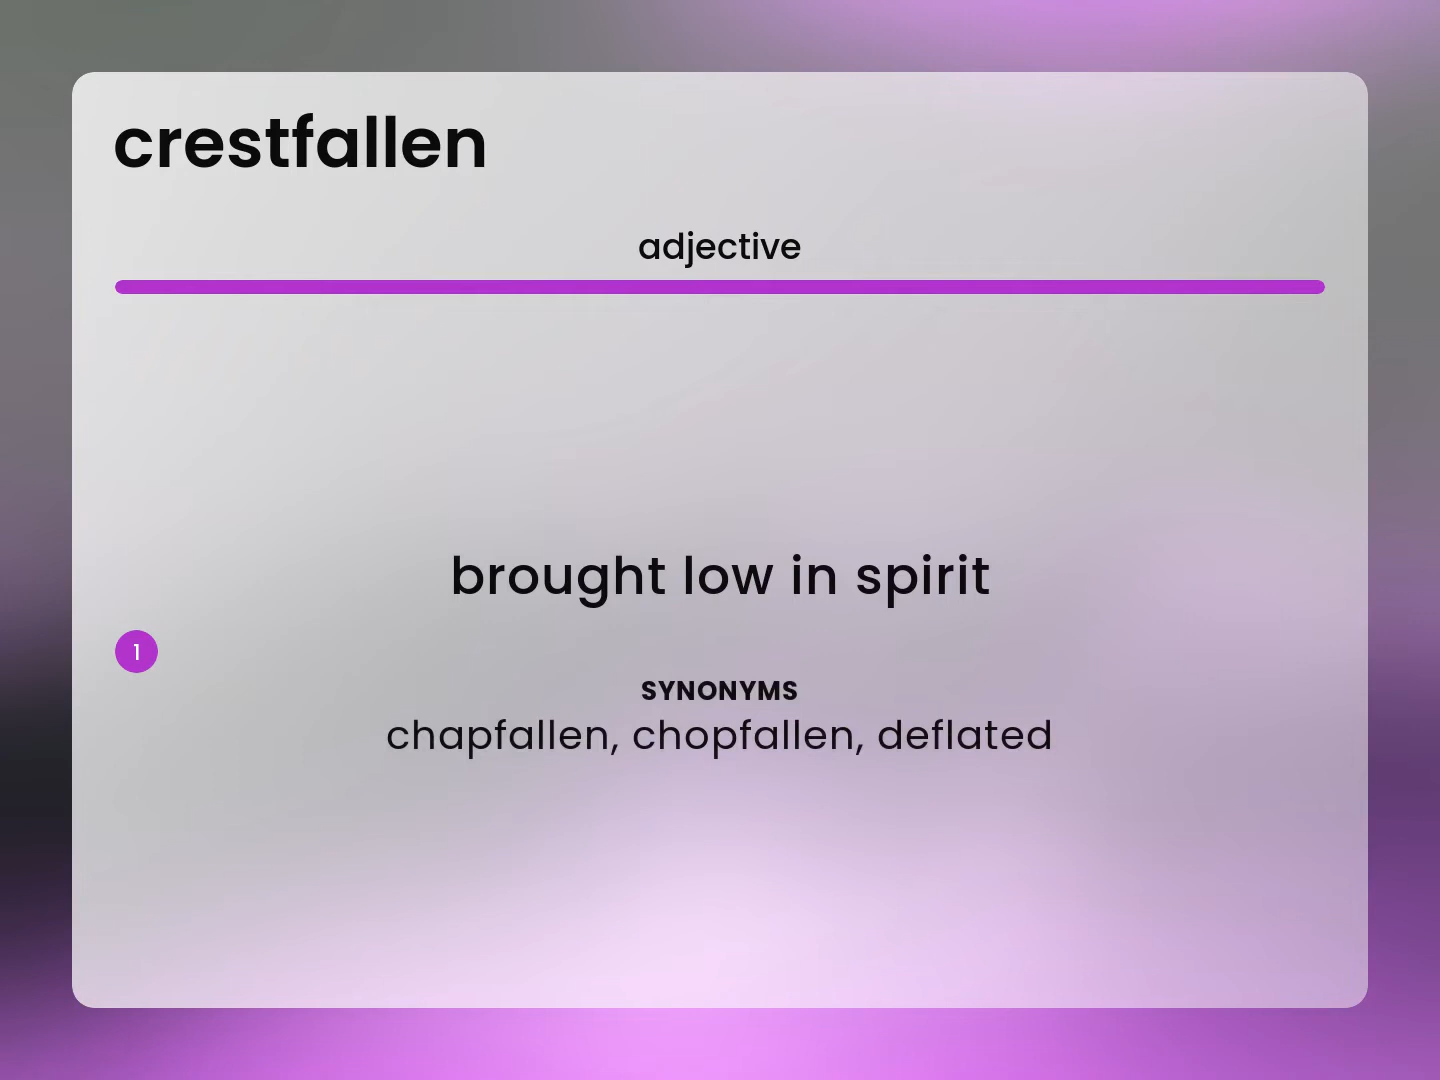 crestfallen
adjective
brought low in spirit
1
SYNONYMS
chapfallen, chopfallen, deflated